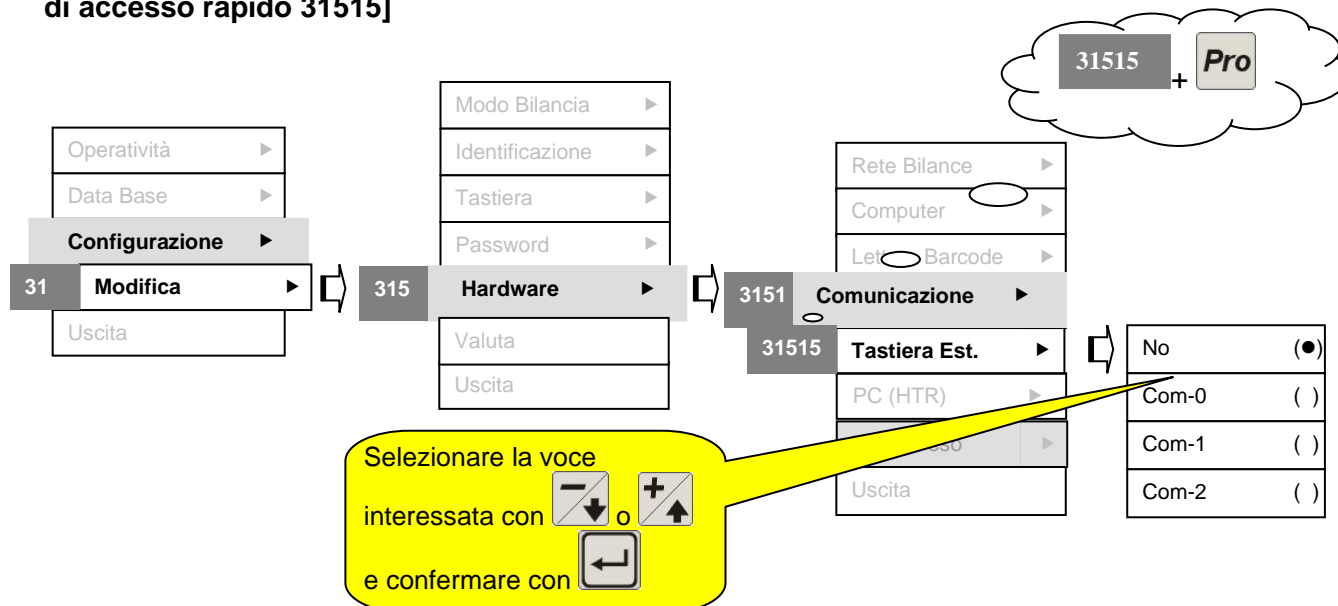 di accesso rapido 31515]
31515 + Pro
Operatività
Data Base
Configurazione
31 Modifica
Uscita
Modo Bilancia
Identificazione
Tastiera
Password
315 Hardware
Valuta
Uscita
Rete Bilance
Computer
Barcode
3151 Comunicazione
31515 Tastiera Est.
PC (HTR)
Uscita
No (●)
Com-0 ( )
Com-1 ( )
Com-2 ( )
Selezionare la voce
interessata con - o +
e confermare con